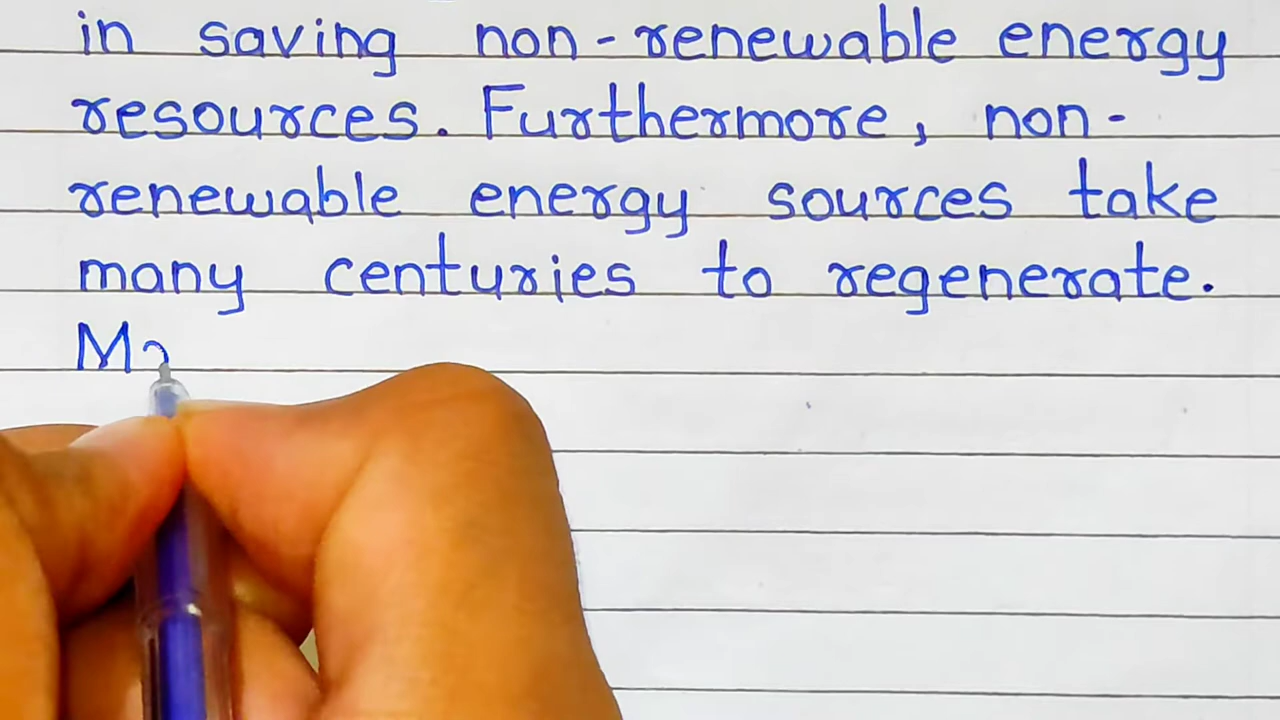 in saving non-renewable energy
resources. Furthermore, non-
renewable energy sources take
many centuries to regenerate.